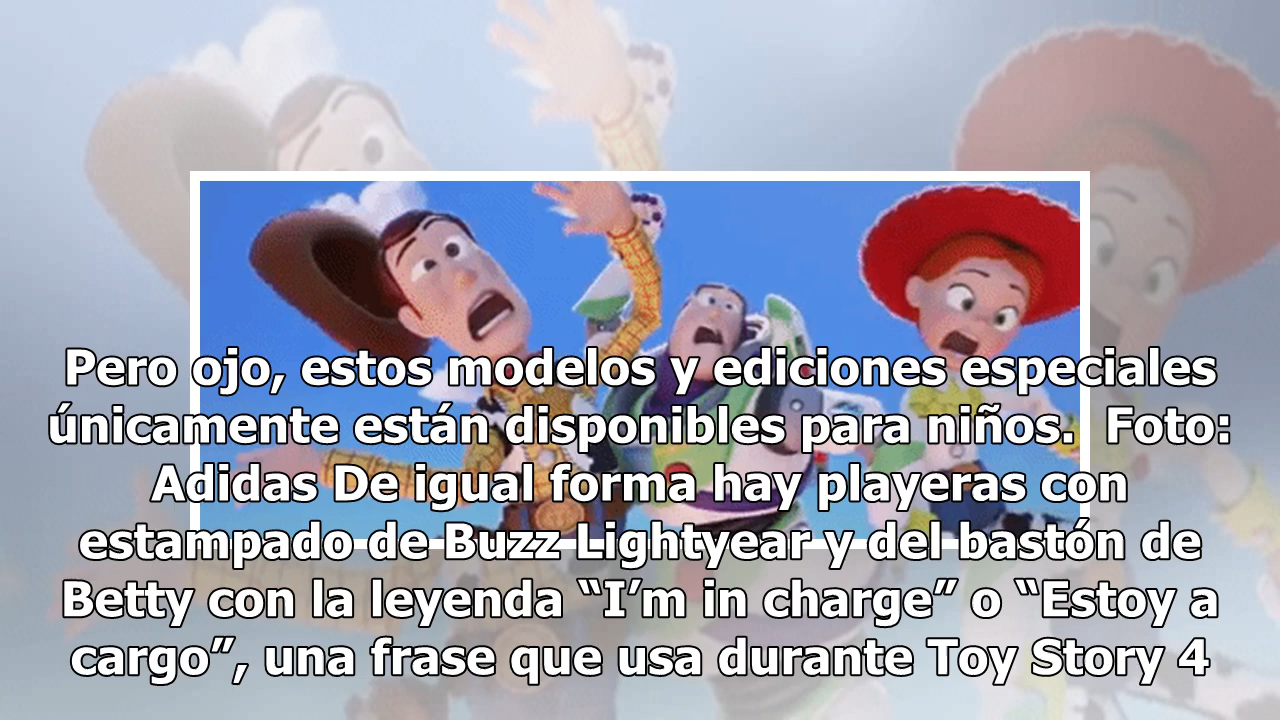 Pero ojo, estos modelos y ediciones especiales
únicamente están disponibles para niños.  Foto:
Adidas De igual forma hay playeras con
estampado de Buzz Lightyear y del bastón de
Betty con la leyenda “I’m in charge” o “Estoy a
cargo”, una frase que usa durante Toy Story 4